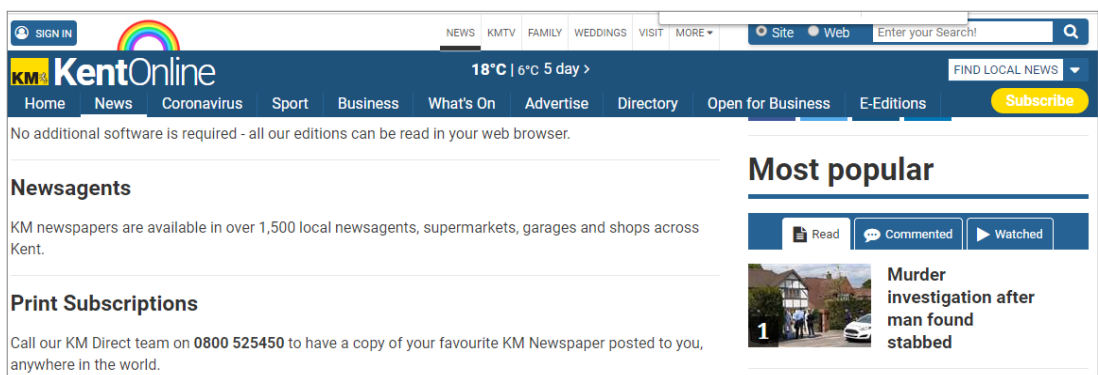 SIGN IN
NEWS KMTV FAMILY WEDDINGS VISIT MORE
Site Web Enter your Search!
KM KentOnline
18°C | 6°C 5 day >
FIND LOCAL NEWS
Home News Coronavirus Sport Business What's On Advertise Directory Open for Business E-Editions Subscribe
No additional software is required - all our editions can be read in your web browser.
Newsagents
KM newspapers are available in over 1,500 local newsagents, supermarkets, garages and shops across
Kent.
Print Subscriptions
Call our KM Direct team on 0800 525450 to have a copy of your favourite KM Newspaper posted to you,
anywhere in the world.
Most popular
Read Commented Watched
1
Murder
investigation after
man found
stabbed